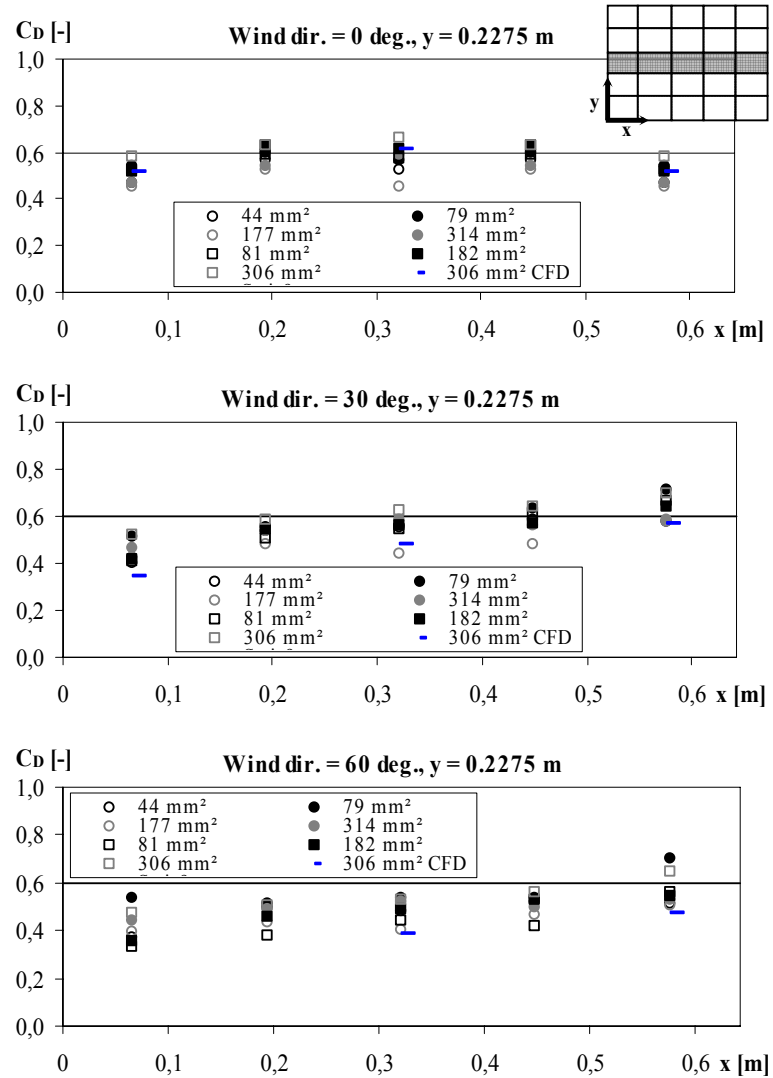 C_D [-]
Wind dir. = 0 deg., y = 0.2275 m
y
x
1,0
0,8
0,6
0,4
0,2
0,0
44 mm² 79 mm²
177 mm² 314 mm²
81 mm² 182 mm²
306 mm² 306 mm² CFD
0 0,1 0,2 0,3 0,4 0,5 0,6 x [m]
C_D [-]
Wind dir. = 30 deg., y = 0.2275 m
1,0
0,8
0,6
0,4
0,2
0,0
44 mm² 79 mm²
177 mm² 314 mm²
81 mm² 182 mm²
306 mm² 306 mm² CFD
0 0,1 0,2 0,3 0,4 0,5 0,6 x [m]
C_D [-]
Wind dir. = 60 deg., y = 0.2275 m
1,0
0,8
0,6
0,4
0,2
0,0
44 mm² 79 mm²
177 mm² 314 mm²
81 mm² 182 mm²
306 mm² 306 mm² CFD
0 0,1 0,2 0,3 0,4 0,5 0,6 x [m]